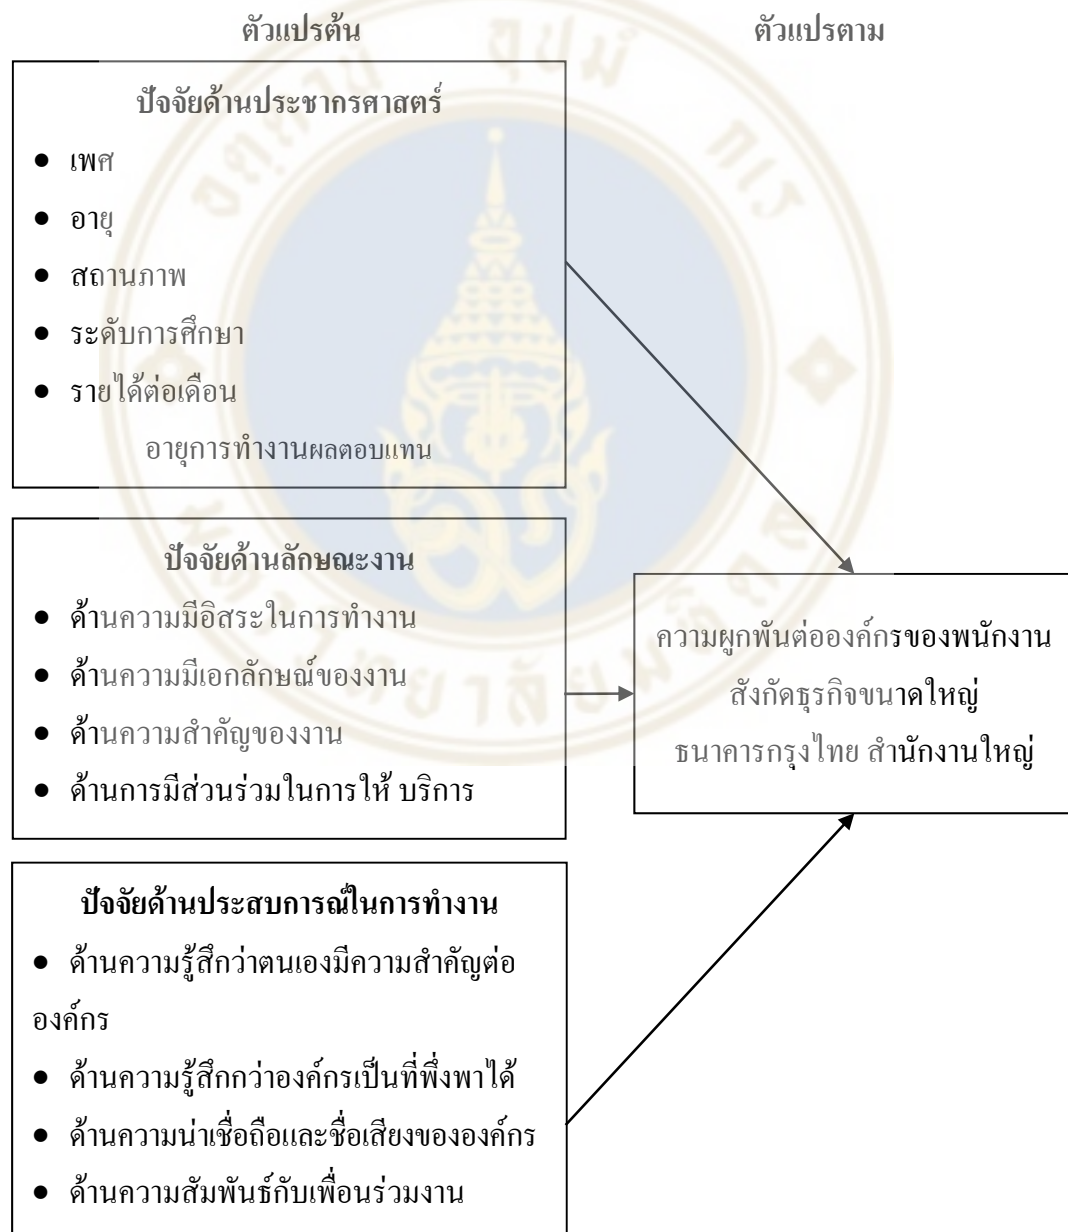 ตัวแปรต้น
ตัวแปรตาม
ปัจจัยด้านประชากรศาสตร์
● เพศ
● อายุ
● สถานภาพ
● ระดับการศึกษา
● รายได้ต่อเดือน
อายุการทำงานผลตอบแทน
ปัจจัยด้านลักษณะงาน
● ด้านความมีอิสระในการทำงาน
● ด้านความมีเอกลักษณ์ของงาน
● ด้านความสำคัญของงาน
● ด้านการมีส่วนร่วมในการให้ บริการ
ความผูกพันต่อองค์กรของพนักงาน
สังกัดธุรกิจขนาดใหญ่
ธนาคารกรุงไทย สำนักงานใหญ่
ปัจจัยด้านประสบการณ์ในการทำงาน
● ด้านความรู้สึกว่าตนเองมีความสำคัญต่อ
องค์กร
● ด้านความรู้สึกกว่าองค์กรเป็นที่พึ่งพาได้
● ด้านความน่าเชื่อถือและชื่อเสียงขององค์กร
● ด้านความสัมพันธ์กับเพื่อนร่วมงาน